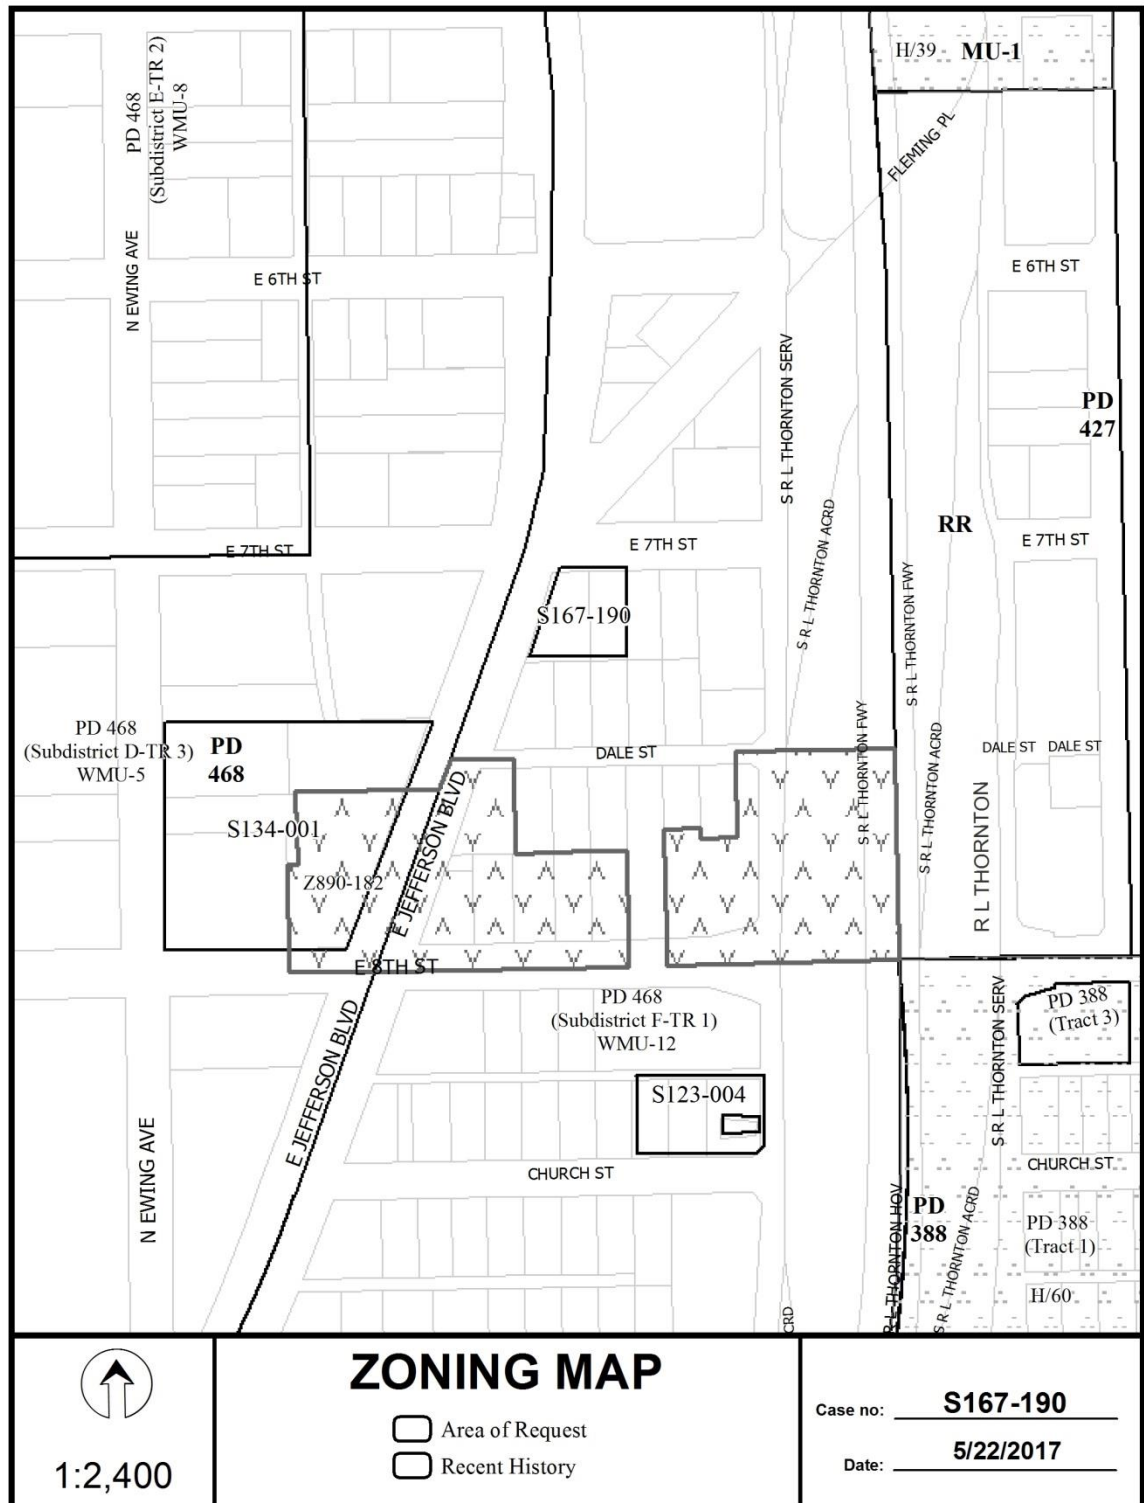 H/39 MU-1
PD 468
(Subdistrict E-TR 2)
WMU-8
FLEMING PL
N EWING AVE
E 6TH ST
E 6TH ST
S R L THORNTON SERV
PD
427
S R L THORNTON ACRD
RR
E 7TH ST
E 7TH ST
E 7TH ST
S R L THORNTON FWY
S167-190
PD 468
(Subdistrict D-TR 3)
WMU-5
PD
468
DALE ST
S R L THORNTON FWY
S R L THORNTON ACRD
DALE ST
DALE ST
R L THORNTON
S134-001
Z890-182
E JEFFERSON BLVD
E 8TH ST
PD 468
(Subdistrict F-TR 1)
WMU-12
S R L THORNTON SERV
PD 388
(Tract 3)
E JEFFERSON BLVD
S123-004
N EWING AVE
CHURCH ST
CHURCH ST
R L THORNTON HOV
PD
388
S R L THORNTON ACRD
PD 388
(Tract 1)
H/60
CRD
ZONING MAP
Area of Request
Recent History
1:2,400
Case no: S167-190
Date: 5/22/2017